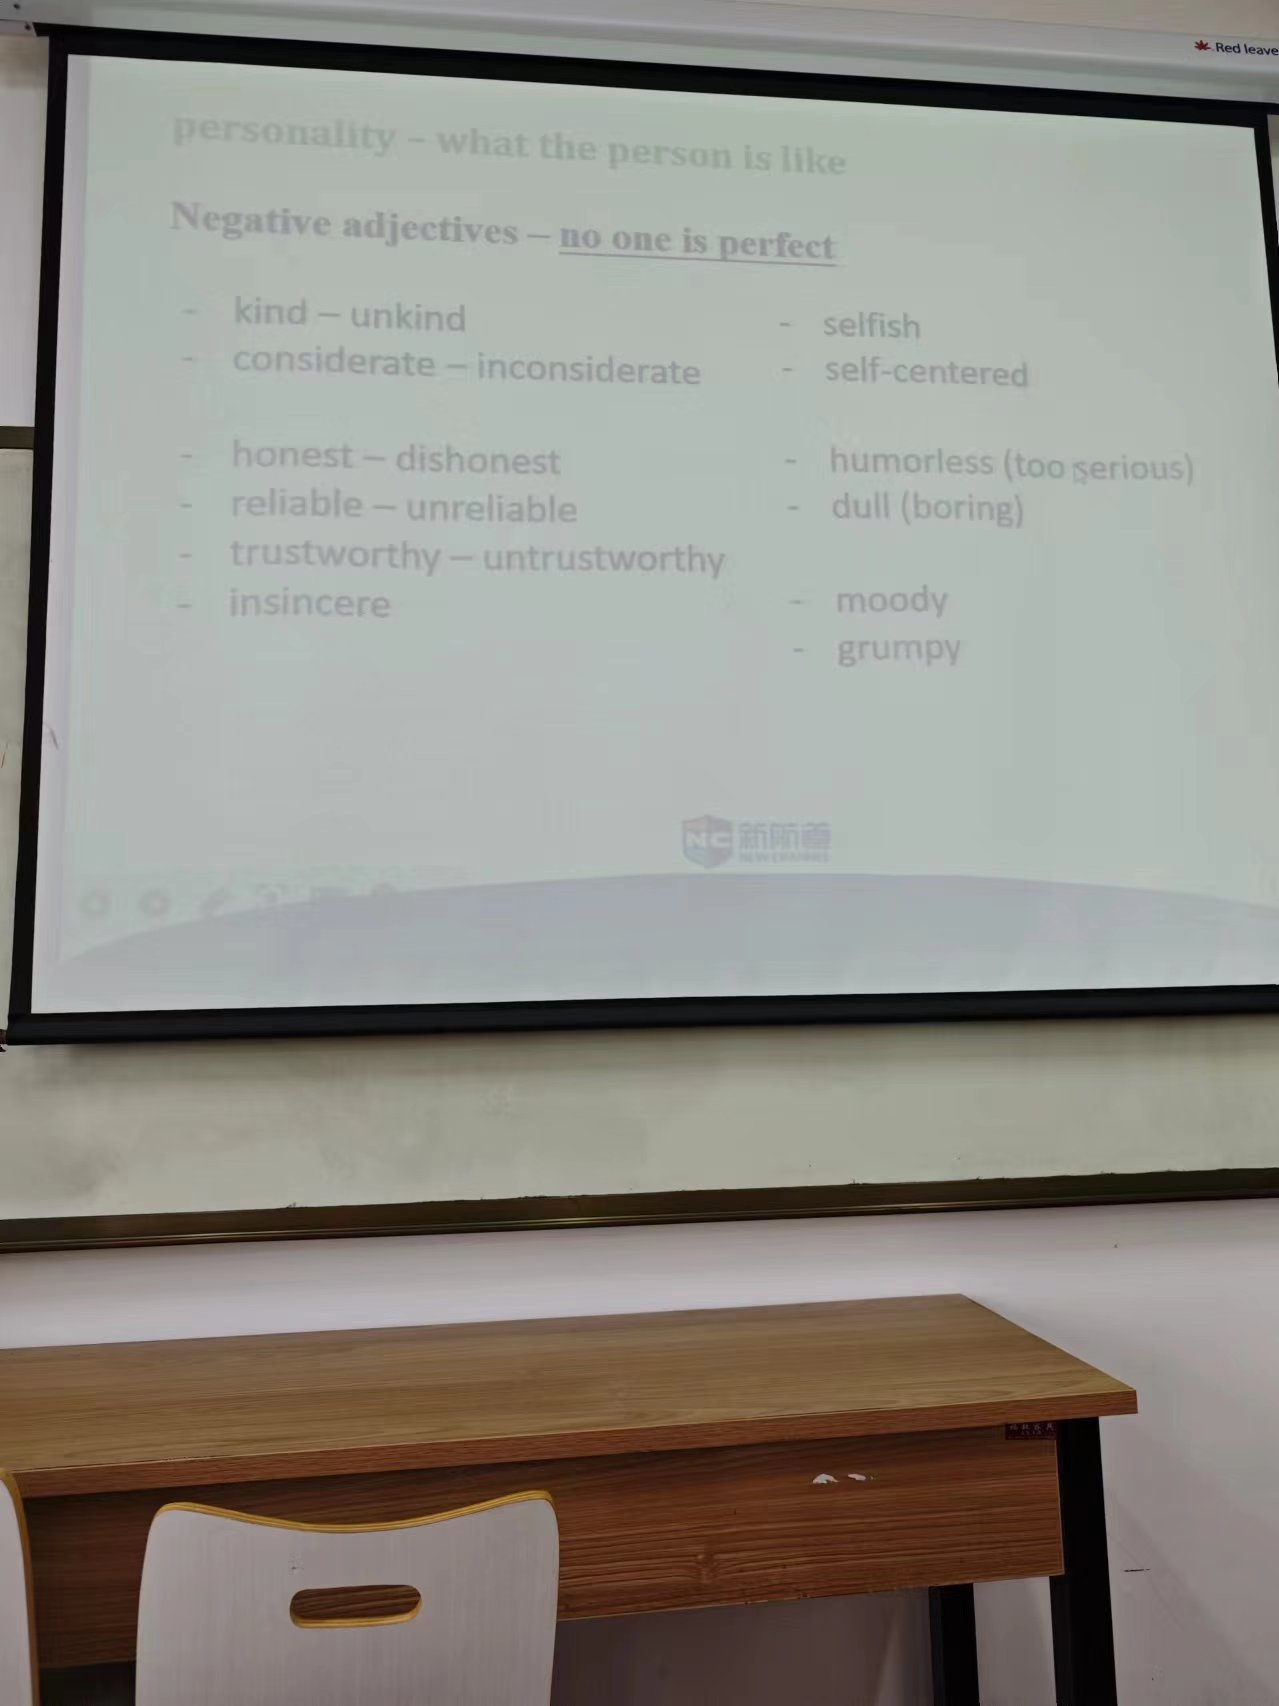 Red leave
personality – what the person is like
Negative adjectives – no one is perfect
- kind – unkind
- considerate – inconsiderate
- honest – dishonest
- reliable – unreliable
- trustworthy – untrustworthy
- insincere
- selfish
- self-centered
- humorless (too serious)
- dull (boring)
- moody
- grumpy
NC 新航道
NEW CHANNEL